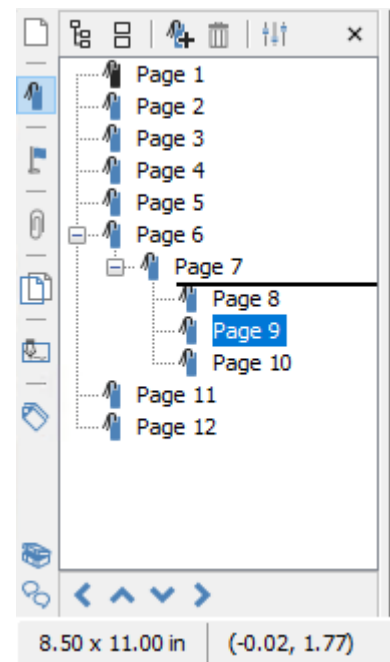 Page 1
Page 2
Page 3
Page 4
Page 5
Page 6
Page 7
Page 8
Page 9
Page 10
Page 11
Page 12
8.50 x 11.00 in (-0.02, 1.77)